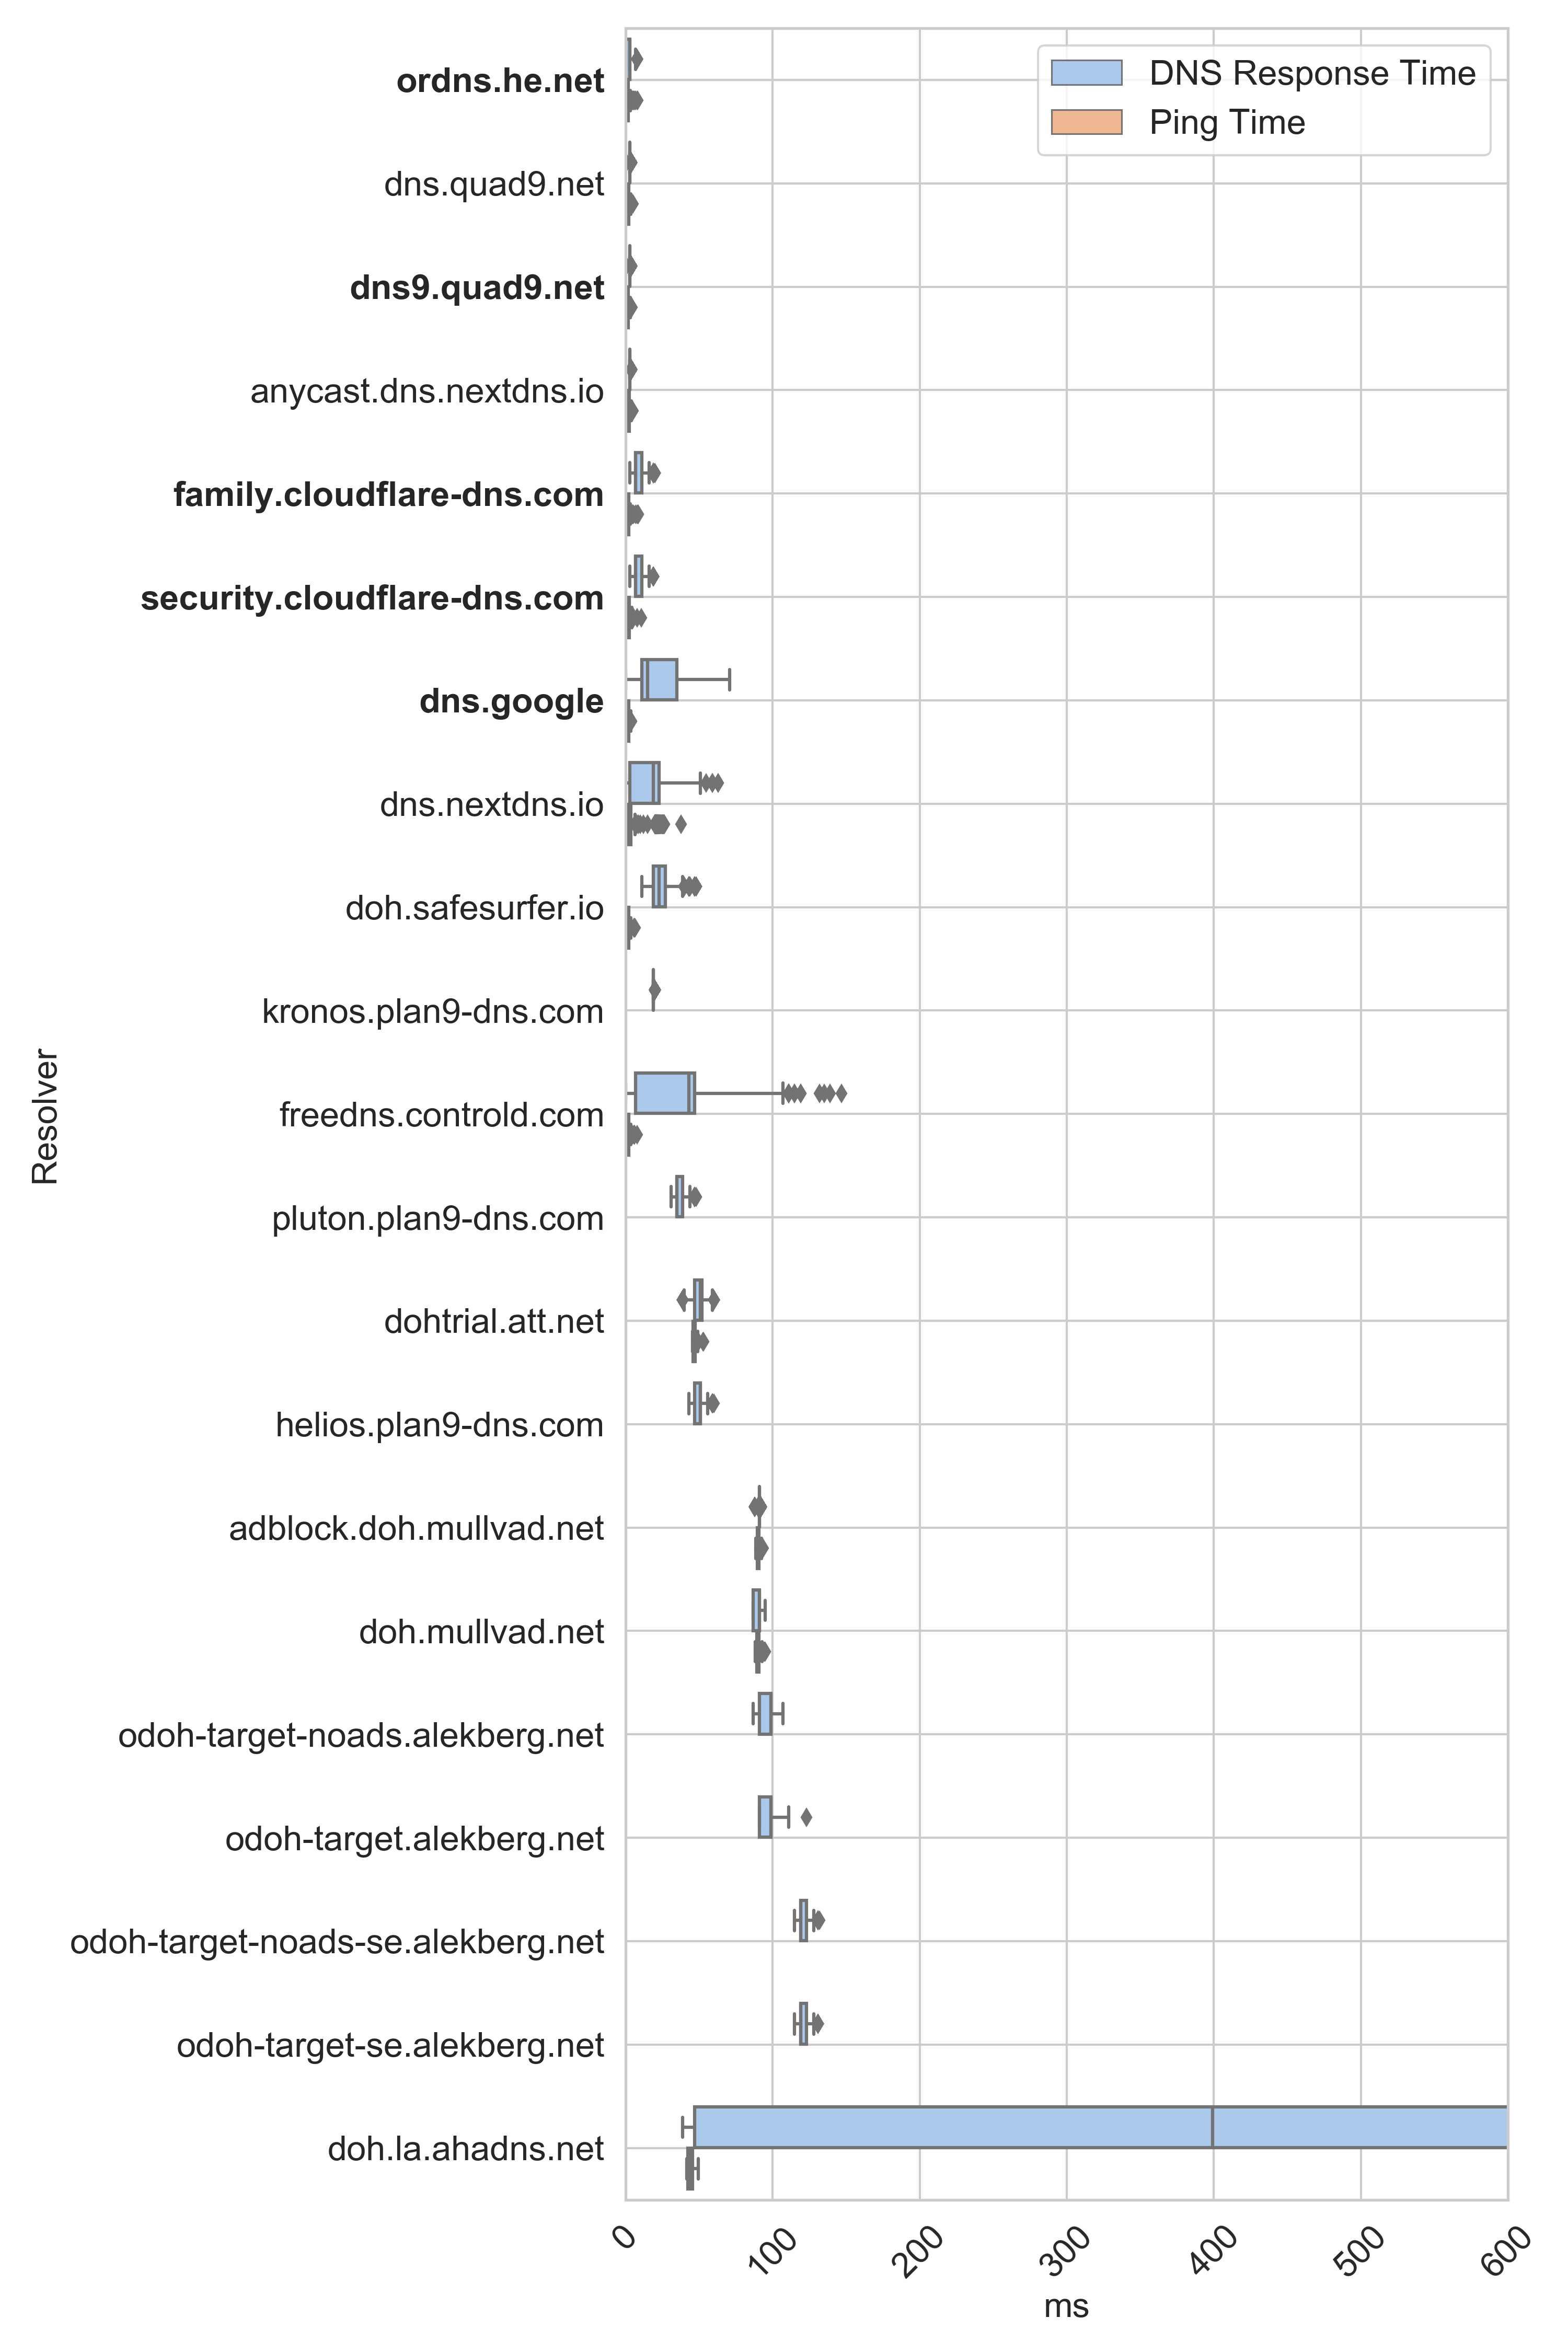 DNS Response Time
Ping Time
ordns.he.net
dns.quad9.net
dns9.quad9.net
anycast.dns.nextdns.io
family.cloudflare-dns.com
security.cloudflare-dns.com
dns.google
dns.nextdns.io
doh.safesurfer.io
kronos.plan9-dns.com
freedns.controld.com
pluton.plan9-dns.com
dohtrial.att.net
helios.plan9-dns.com
adblock.doh.mullvad.net
doh.mullvad.net
odoh-target-noads.alekberg.net
odoh-target.alekberg.net
odoh-target-noads-se.alekberg.net
odoh-target-se.alekberg.net
doh.la.ahadns.net
Resolver
0 100 200 300 400 500 600
ms